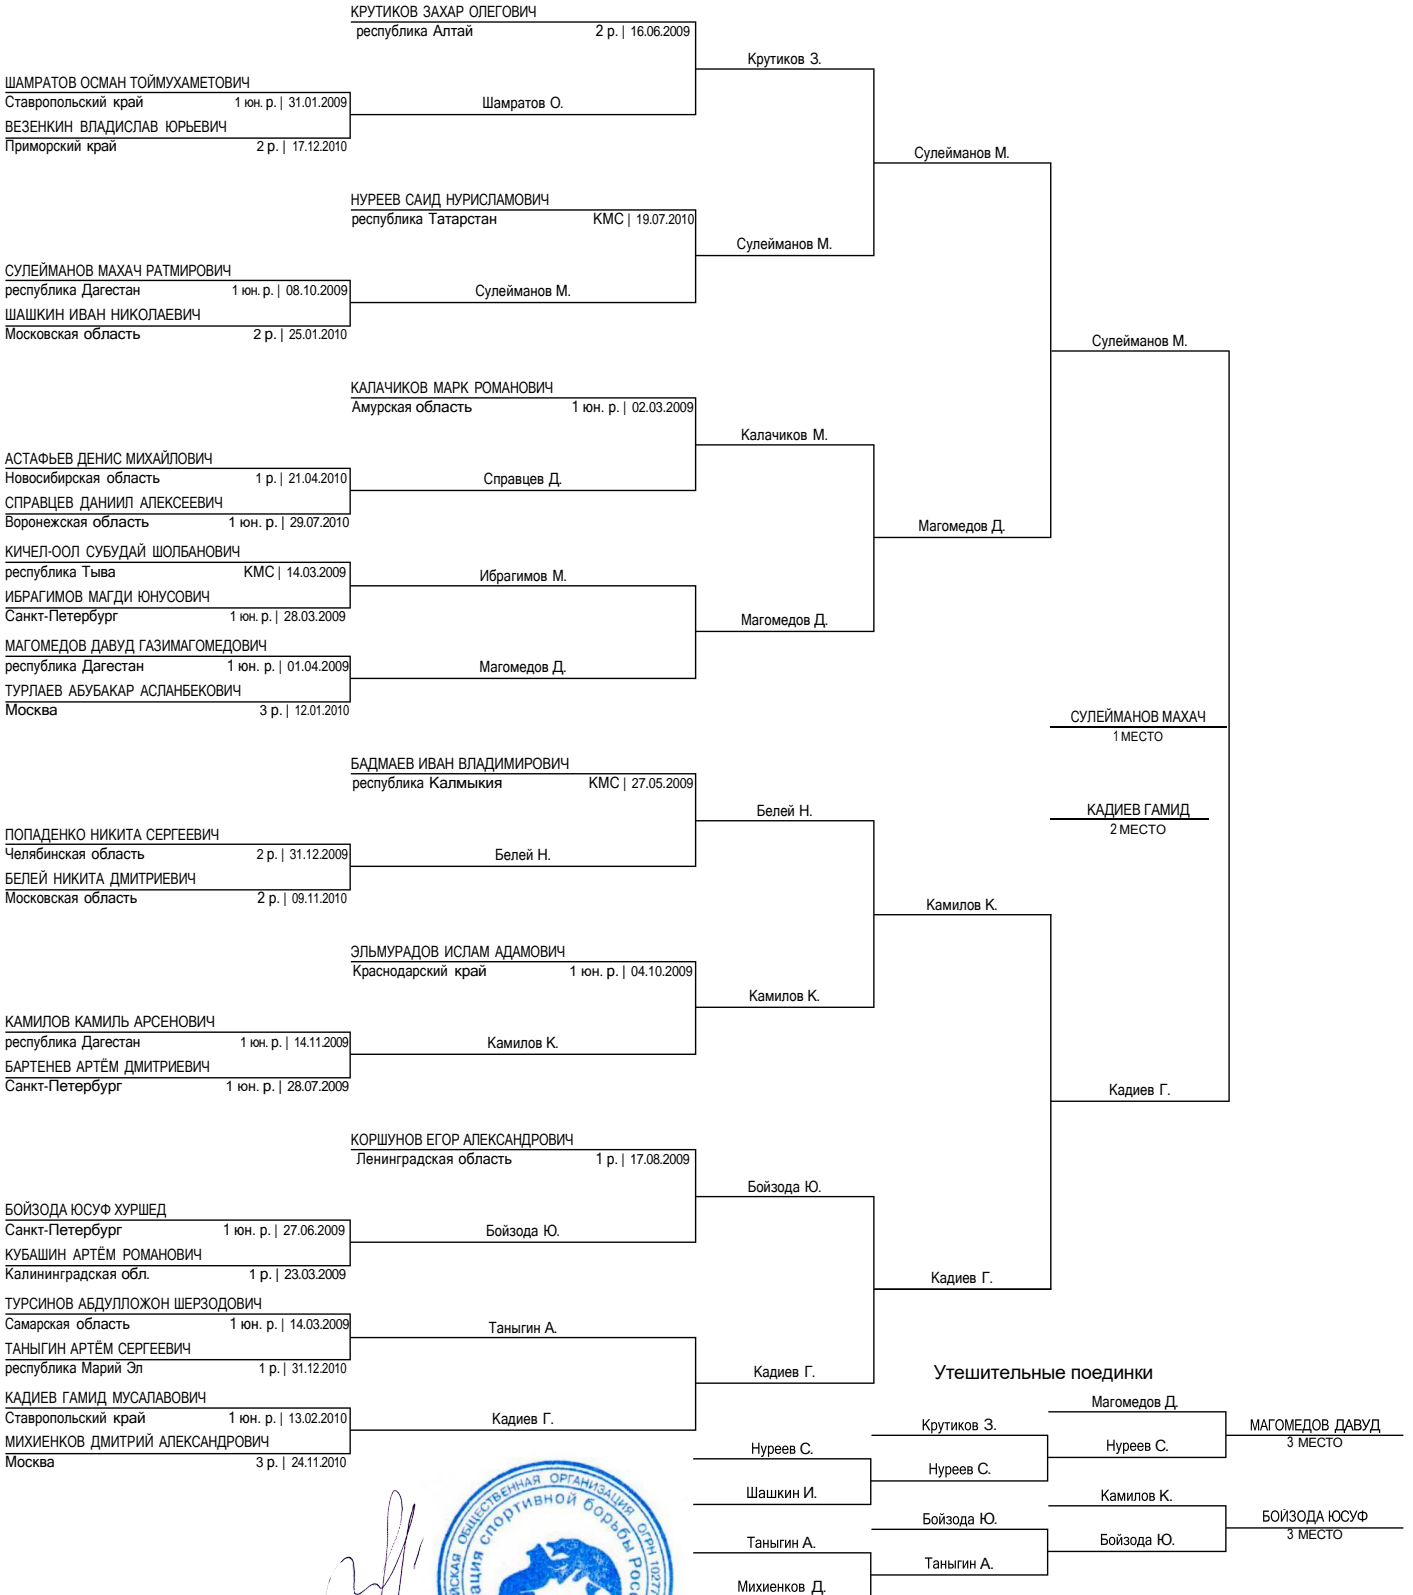 КРУТИКОВ ЗАХАР ОЛЕГОВИЧ
республика Алтай 2 р. | 16.06.2009
Крутиков З.
ШАМРАТОВ ОСМАН ТОЙМУХАМЕТОВИЧ
Ставропольский край 1 юн. р. | 31.01.2009
Шамратов О.
ВЕЗЕНКИН ВЛАДИСЛАВ ЮРЬЕВИЧ
Приморский край 2 р. | 17.12.2010
Сулейманов М.
НУРЕЕВ САИД НУРИСЛАМОВИЧ
республика Татарстан КМС | 19.07.2010
Сулейманов М.
СУЛЕЙМАНОВ МАХАЧ РАТМИРОВИЧ
республика Дагестан 1 юн. р. | 08.10.2009
Сулейманов М.
ШАШКИН ИВАН НИКОЛАЕВИЧ
Московская область 2 р. | 25.01.2010
Сулейманов М.
КАЛАЧИКОВ МАРК РОМАНОВИЧ
Амурская область 1 юн. р. | 02.03.2009
Калачиков М.
АСТАФЬЕВ ДЕНИС МИХАЙЛОВИЧ
Новосибирская область 1 р. | 21.04.2010
Справцев Д.
СПРАВЦЕВ ДАНИИЛ АЛЕКСЕЕВИЧ
Воронежская область 1 юн. р. | 29.07.2010
Магомедов Д.
КИЧЕЛ-ООЛ СУБУДАЙ ШОЛБАНОВИЧ
республика Тыва КМС | 14.03.2009
Ибрагимов М.
ИБРАГИМОВ МАГДИ ЮНУСОВИЧ
Санкт-Петербург 1 юн. р. | 28.03.2009
Магомедов Д.
МАГОМЕДОВ ДАВУД ГАЗИМАГОМЕДОВИЧ
республика Дагестан 1 юн. р. | 01.04.2009
Магомедов Д.
ТУРЛАЕВ АБУБАКАР АСЛАНБЕКОВИЧ
Москва 3 р. | 12.01.2010
СУЛЕЙМАНОВ МАХАЧ
1 МЕСТО
БАДМАЕВ ИВАН ВЛАДИМИРОВИЧ
республика Калмыкия КМС | 27.05.2009
Белей Н.
КАДИЕВ ГАМИД
2 МЕСТО
ПОПАДЕНКО НИКИТА СЕРГЕЕВИЧ
Челябинская область 2 р. | 31.12.2009
Белей Н.
БЕЛЕЙ НИКИТА ДМИТРИЕВИЧ
Московская область 2 р. | 09.11.2010
Камилов К.
ЭЛЬМУРАДОВ ИСЛАМ АДАМОВИЧ
Краснодарский край 1 юн. р. | 04.10.2009
Камилов К.
КАМИЛОВ КАМИЛЬ АРСЕНОВИЧ
республика Дагестан 1 юн. р. | 14.11.2009
Камилов К.
БАРТЕНЕВ АРТЁМ ДМИТРИЕВИЧ
Санкт-Петербург 1 юн. р. | 28.07.2009
Кадиев Г.
КОРШУНОВ ЕГОР АЛЕКСАНДРОВИЧ
Ленинградская область 1 р. | 17.08.2009
Бойзода Ю.
БОЙЗОДА ЮСУФ ХУРШЕД
Санкт-Петербург 1 юн. р. | 27.06.2009
Бойзода Ю.
КУБАШИН АРТЁМ РОМАНОВИЧ
Калининградская обл. 1 р. | 23.03.2009
Кадиев Г.
ТУРСИНОВ АБДУЛЛОЖОН ШЕРЗОДОВИЧ
Самарская область 1 юн. р. | 14.03.2009
Таныгин А.
ТАНЫГИН АРТЁМ СЕРГЕЕВИЧ
республика Марий Эл 1 р. | 31.12.2010
Кадиев Г.
КАДИЕВ ГАМИД МУСАЛАВОВИЧ
Ставропольский край 1 юн. р. | 13.02.2010
Кадиев Г.
МИХИЕНКОВ ДМИТРИЙ АЛЕКСАНДРОВИЧ
Москва 3 р. | 24.11.2010
Утешительные поединки
Магомедов Д.
Крутиков З.
МАГОМЕДОВ ДАВУД
3 МЕСТО
Нуреев С.
Нуреев С.
Нуреев С.
Шашкин И.
Камилов К.
Бойзода Ю.
БОЙЗОДА ЮСУФ
3 МЕСТО
Таныгин А.
Бойзода Ю.
Таныгин А.
Михиенков Д.
ОБЩЕСТВЕННАЯ ОРГАНИЗАЦИЯ ОГРН
спортивной борьбы